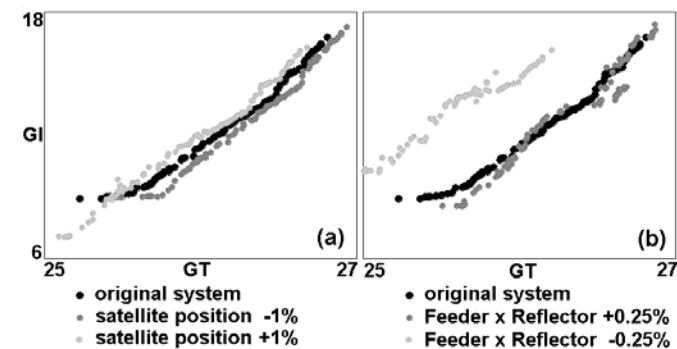 18
GI
(a)
(b)
6
25 GT 27 25 GT 27
original system
satellite position -1%
satellite position +1%
original system
Feeder x Reflector +0.25%
Feeder x Reflector -0.25%